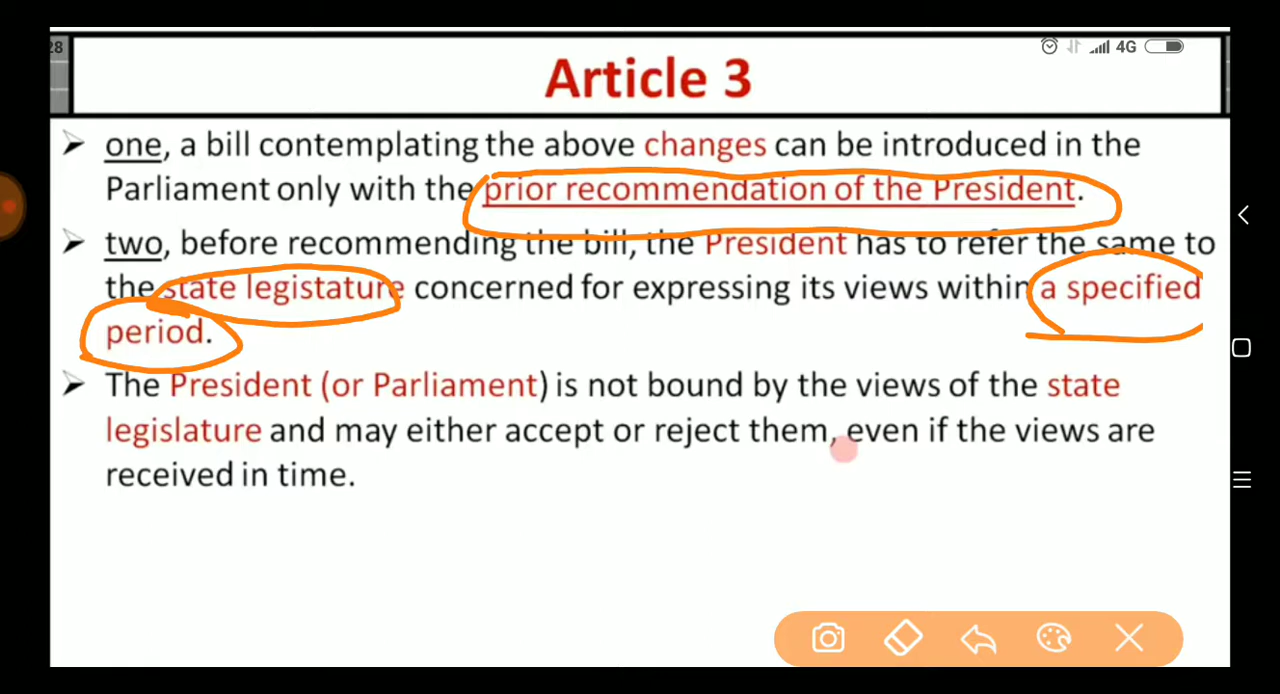 28
4G
Article 3
➤ one, a bill contemplating the above changes can be introduced in the
Parliament only with the prior recommendation of the President.
➤ two, before recommending the bill, the President has to refer the same to
the state legistature concerned for expressing its views within a specified
period.
➤ The President (or Parliament) is not bound by the views of the state
legislature and may either accept or reject them, even if the views are
received in time.